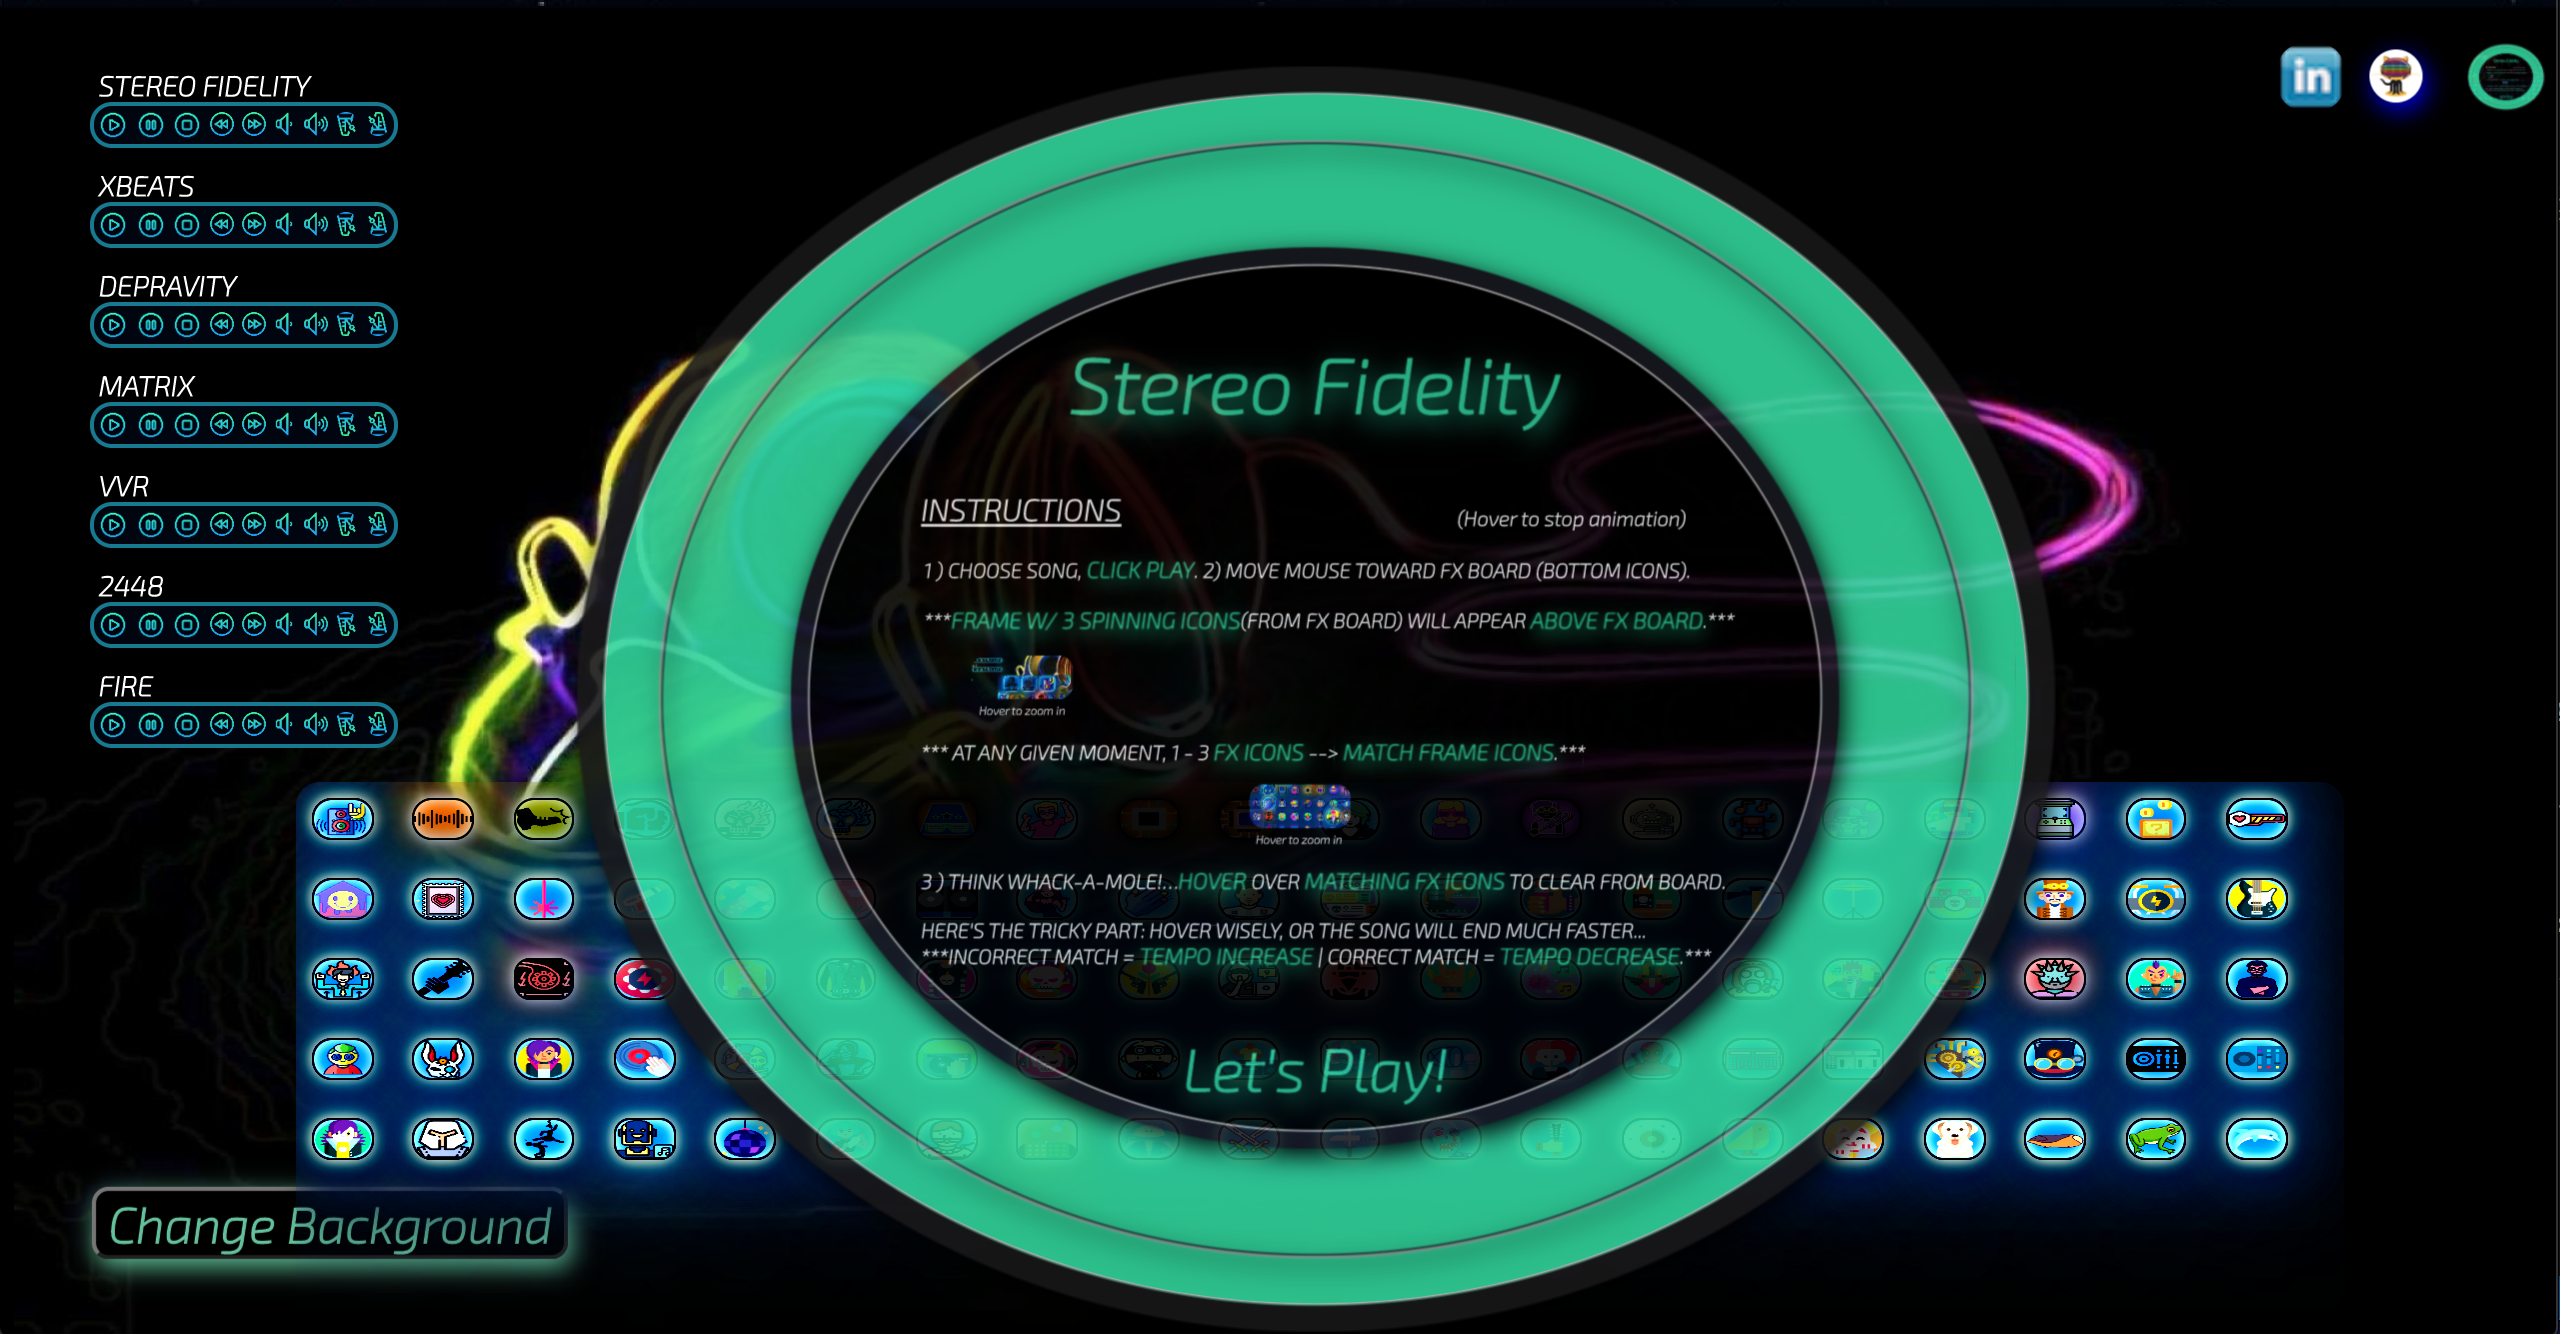 STEREO FIDELITY
XBEATS
DEPRAVITY
MATRIX
VVR
2448
FIRE
in
Stereo Fidelity
INSTRUCTIONS
(Hover to stop animation)
1 ) CHOOSE SONG, CLICK PLAY. 2) MOVE MOUSE TOWARD FX BOARD (BOTTOM ICONS).
***FRAME W/ 3 SPINNING ICONS(FROM FX BOARD) WILL APPEAR ABOVE FX BOARD.***
Hover to zoom in
*** AT ANY GIVEN MOMENT, 1 - 3 FX ICONS --> MATCH FRAME ICONS.***
Hover to zoom in
3 ) THINK WHACK-A-MOLE!...HOVER OVER MATCHING FX ICONS TO CLEAR FROM BOARD.
HERE'S THE TRICKY PART: HOVER WISELY, OR THE SONG WILL END MUCH FASTER...
***INCORRECT MATCH = TEMPO INCREASE | CORRECT MATCH = TEMPO DECREASE.***
Let's Play!
Change Background